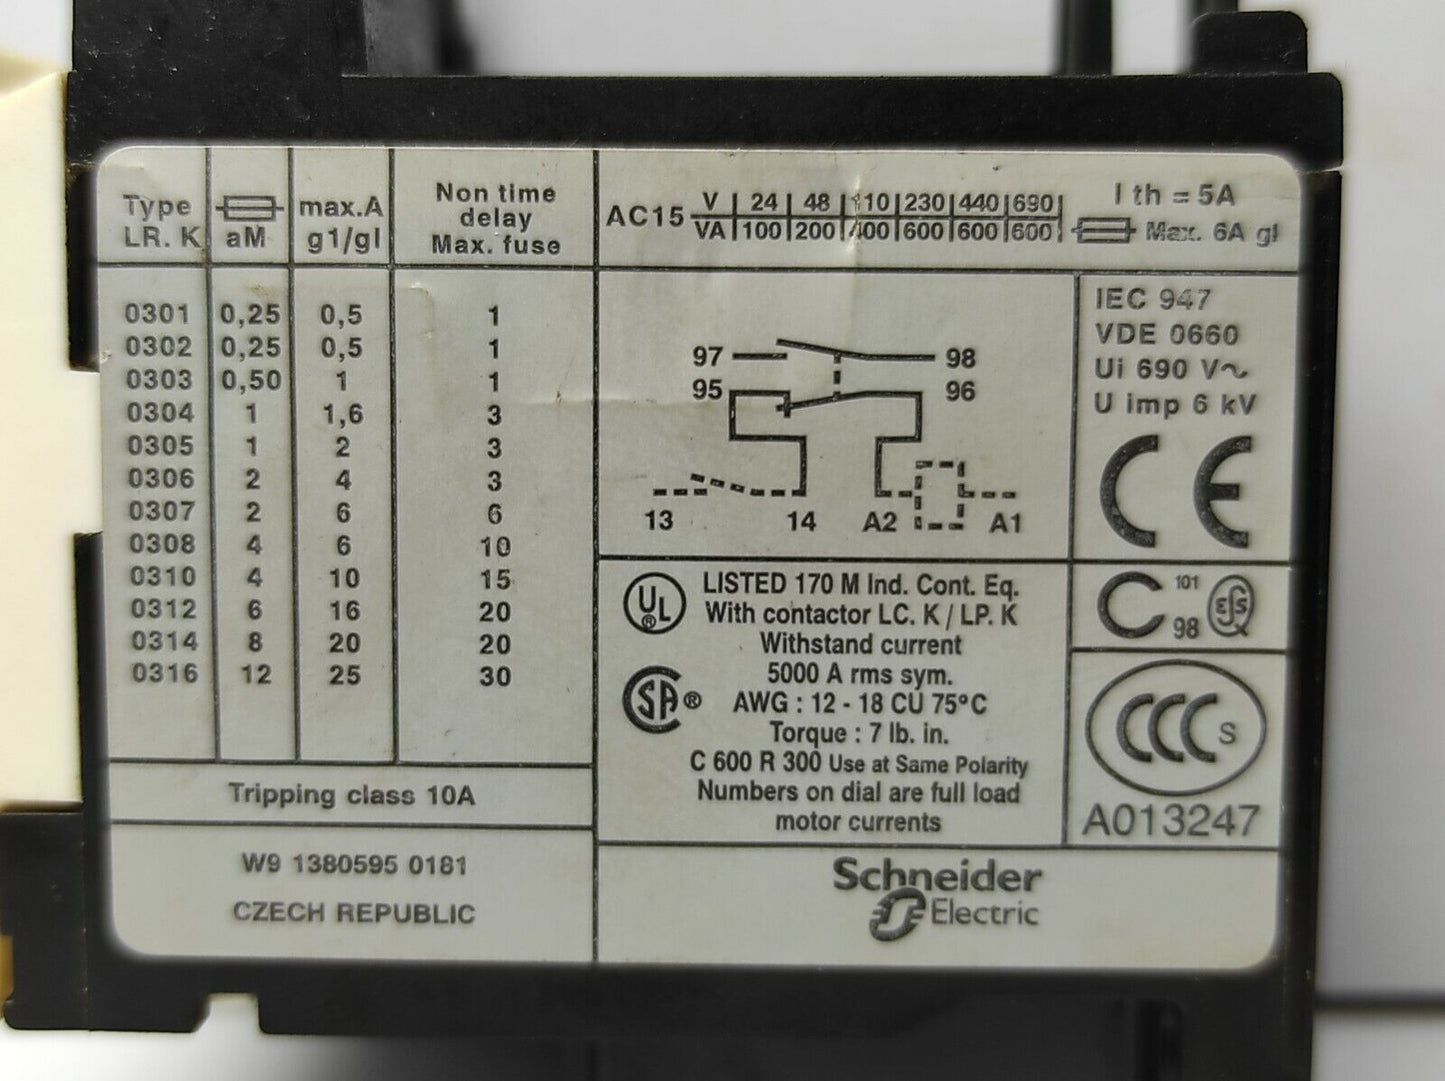 Type LR. K | aM | max.A g1/gl | Non time delay Max. fuse
0301 0,25 0,5 1
0302 0,25 0,5 1
0303 0,50 1 1
0304 1 1,6 3
0305 1 2 3
0306 2 4 3
0307 2 6 6
0308 4 6 10
0310 4 10 15
0312 6 16 20
0314 8 20 20
0316 12 25 30
Tripping class 10A
W9 1380595 0181
CZECH REPUBLIC
AC15
V | 24 | 48 | 110 | 230 | 440 | 690 |
VA | 100 | 200 | 400 | 600 | 600 | 600 |
I th = 5A
Max. 6A gl
97 98
95 96
13 14 A2 A1
IEC 947
VDE 0660
Ui 690 V~
U imp 6 kV
CE
UL ®
LISTED 170 M Ind. Cont. Eq.
With contactor LC. K / LP. K
Withstand current
5000 A rms sym.
SA ®
AWG : 12 - 18 CU 75°C
Torque : 7 lb. in.
C 600 R 300 Use at Same Polarity
Numbers on dial are full load
motor currents
C 101 98
ESS
CCC S
A013247
Schneider
Electric